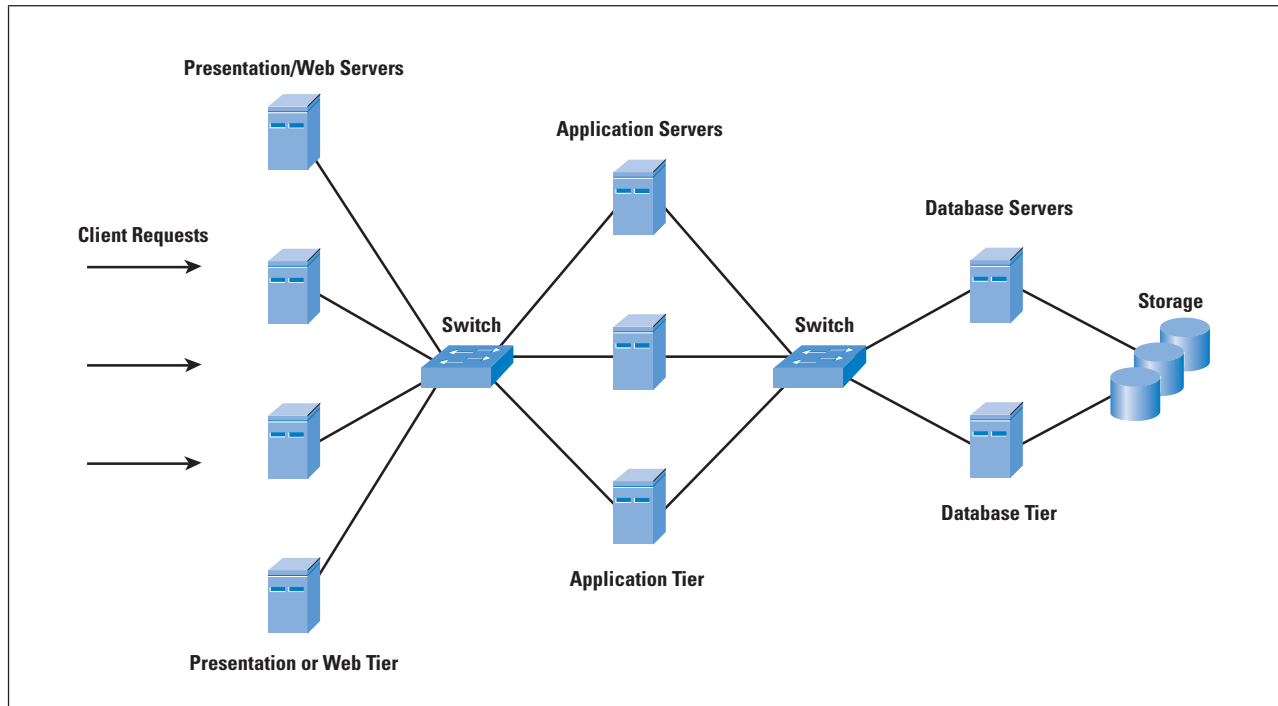 Presentation/Web Servers
Application Servers
Database Servers
Client Requests
Storage
Switch
Switch
Database Tier
Application Tier
Presentation or Web Tier